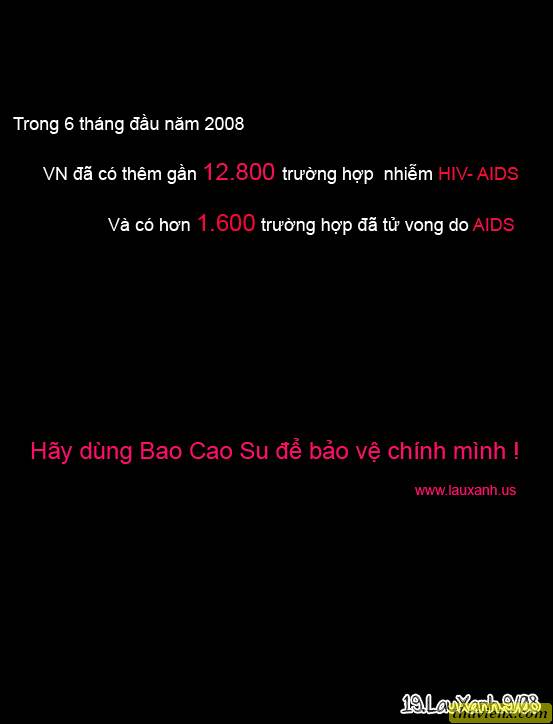 Trong 6 tháng đầu năm 2008
VN đã có thêm gần 12.800 trường hợp nhiễm HIV- AIDS
Và có hơn 1.600 trường hợp đã tử vong do AIDS
Hãy dùng Bao Cao Su để bảo vệ chính mình !
www.lauxanh.us
19.LauXanh.9/08